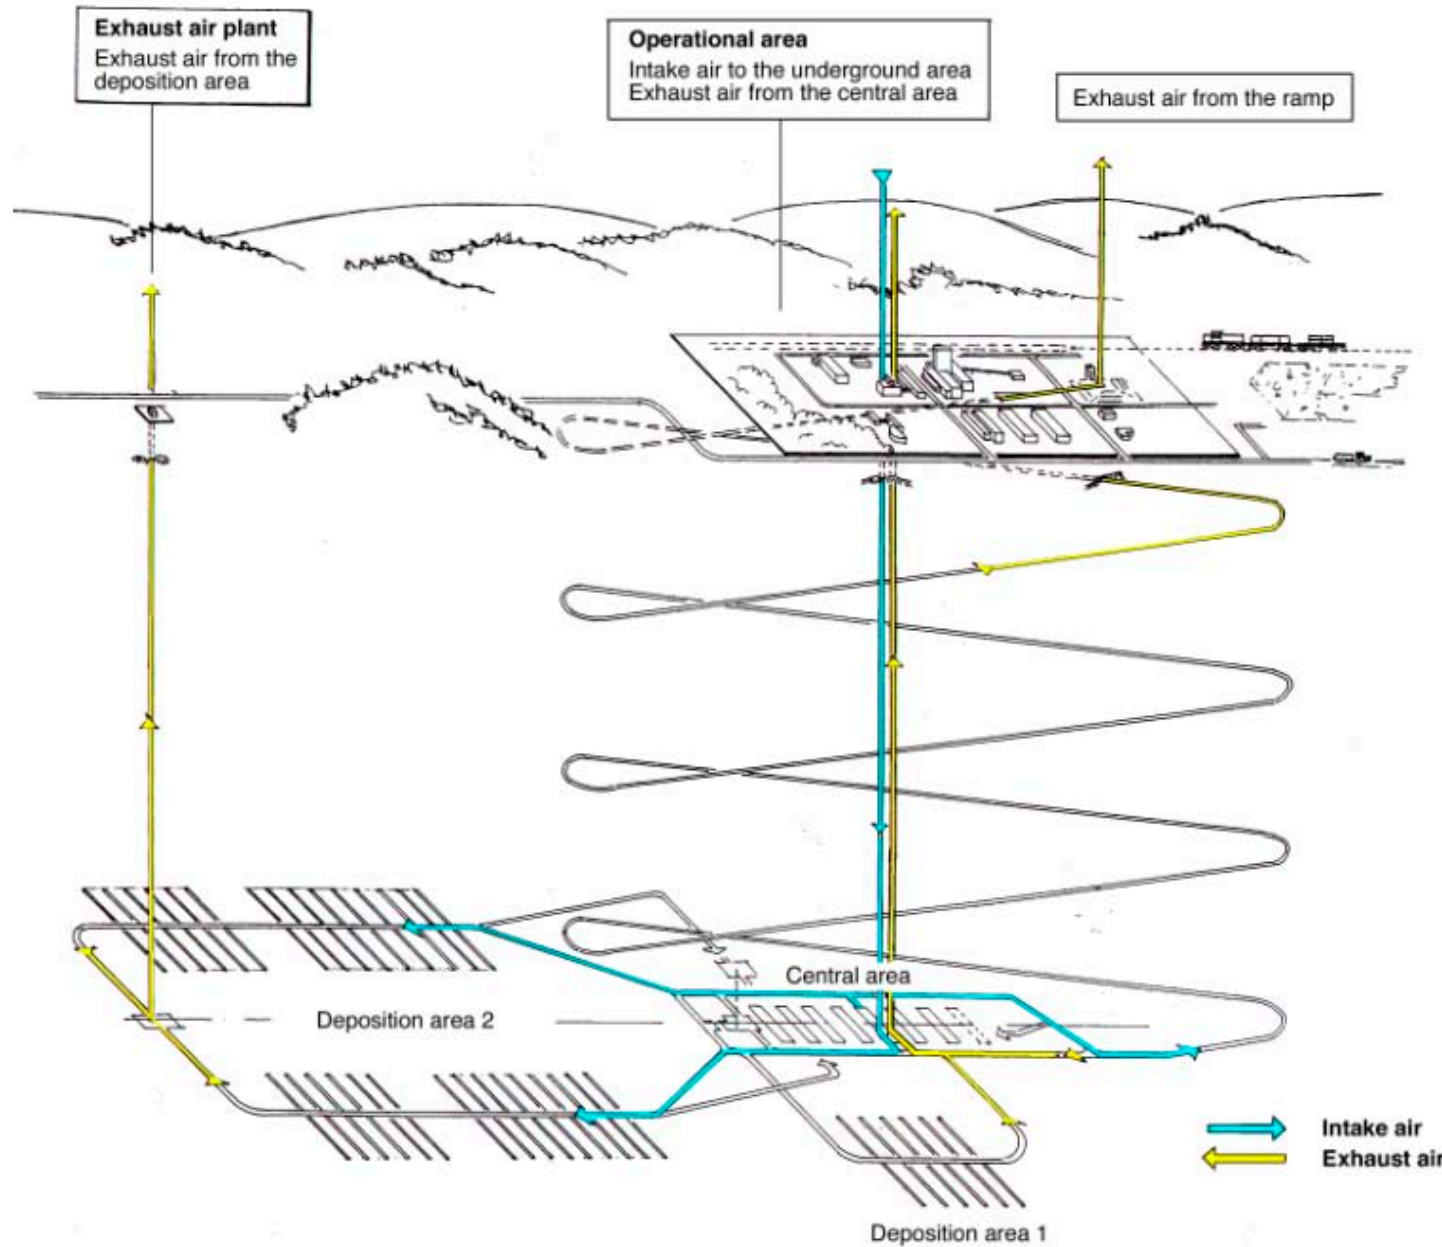 Exhaust air plant
Exhaust air from the
deposition area
Operational area
Intake air to the underground area
Exhaust air from the central area
Exhaust air from the ramp
Central area
Deposition area 2
Intake air
Exhaust air
Deposition area 1